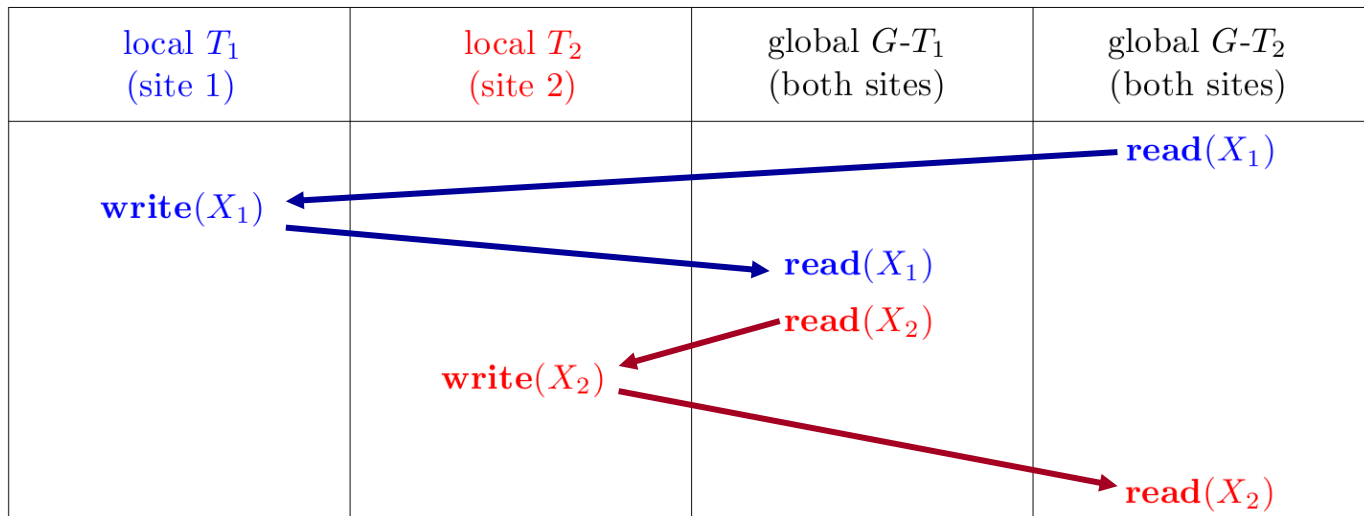 local T₁ local T₂ global G-T₁ global G-T₂
(site 1) (site 2) (both sites) (both sites)
read(X₁)
write(X₁)
read(X₁)
read(X₂)
write(X₂)
read(X₂)